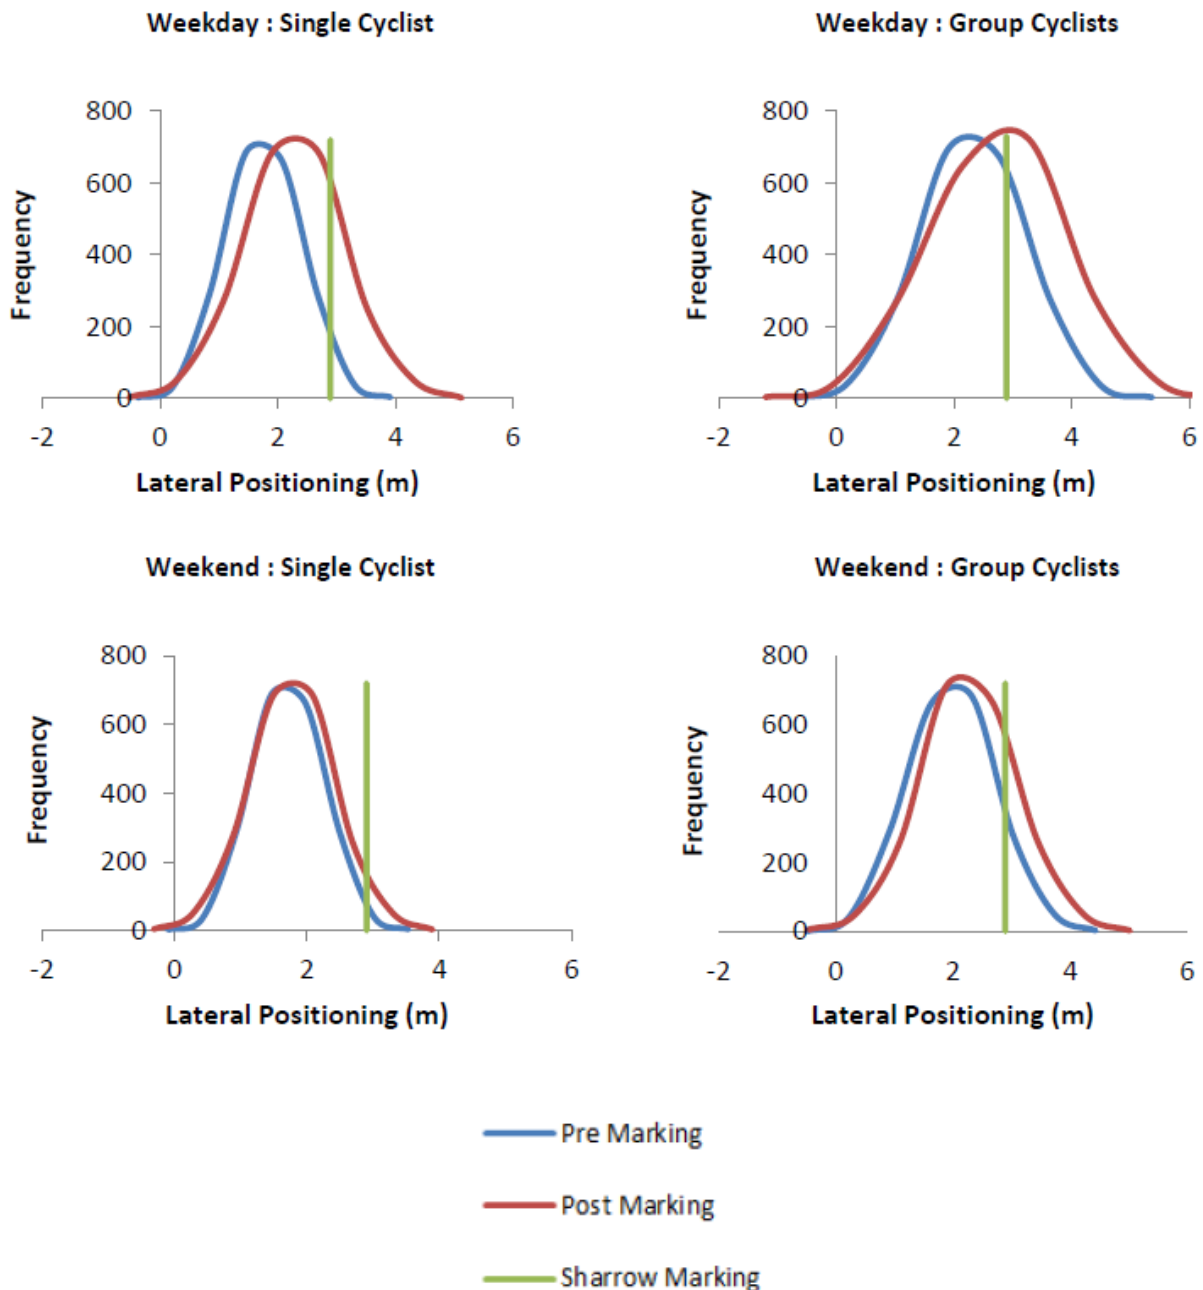 Weekday : Single Cyclist
Weekday : Group Cyclists
800
600
400
200
0
-2 0 2 4 6
Frequency
Lateral Positioning (m)
800
600
400
200
0
-2 0 2 4 6
Frequency
Lateral Positioning (m)
Weekend : Single Cyclist
Weekend : Group Cyclists
800
600
400
200
0
-2 0 2 4 6
Frequency
Lateral Positioning (m)
800
600
400
200
0
-2 0 2 4 6
Frequency
Lateral Positioning (m)
Pre Marking
Post Marking
Sharrow Marking